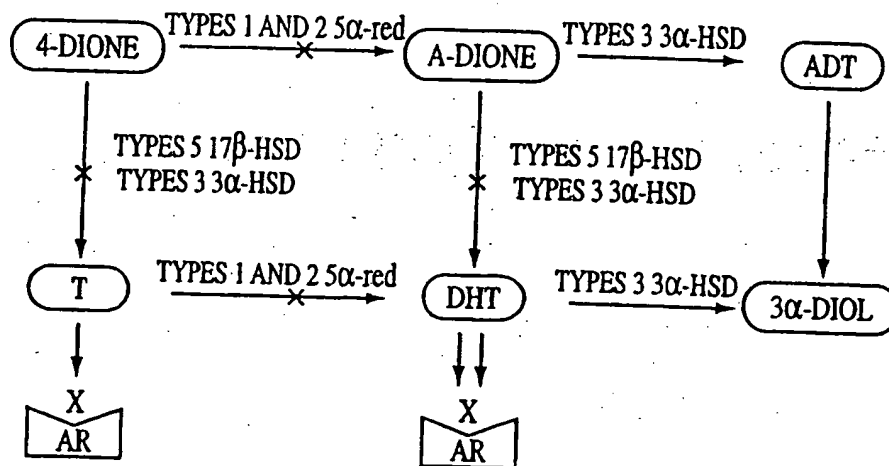 4-DIONE
TYPES 1 AND 2 5α-red
A-DIONE
TYPES 3 3α-HSD
ADT
TYPES 5 17β-HSD
TYPES 3 3α-HSD
TYPES 5 17β-HSD
TYPES 3 3α-HSD
T
TYPES 1 AND 2 5α-red
DHT
TYPES 3 3α-HSD
3α-DIOL
X
AR
X
AR